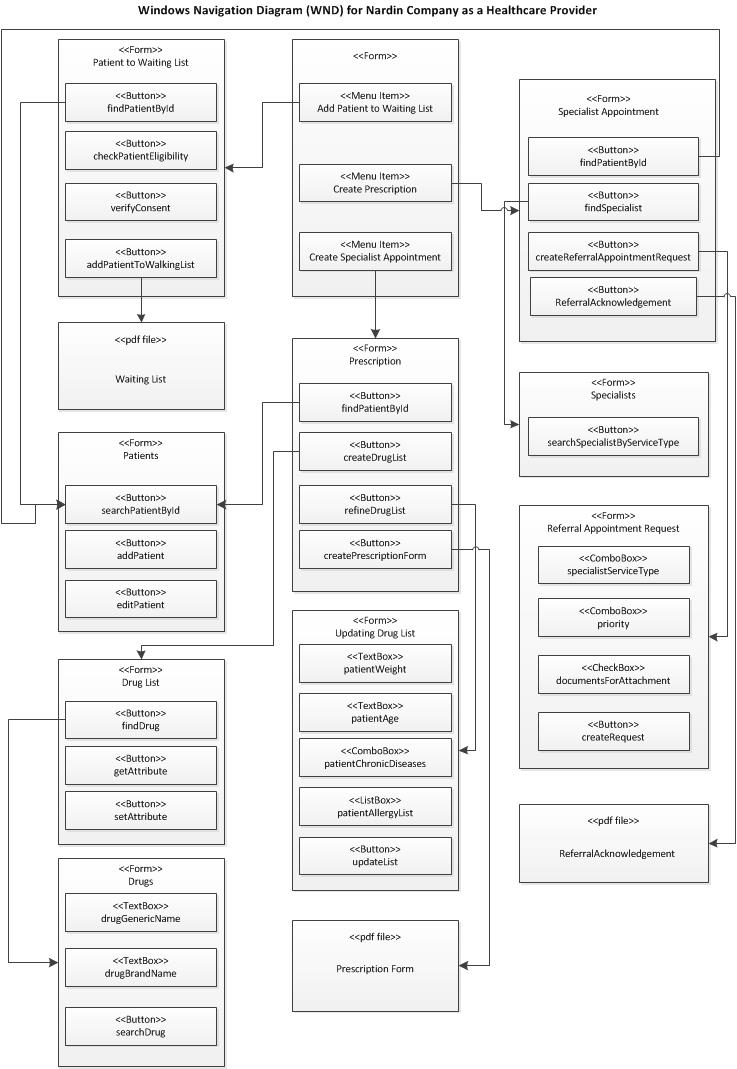 Windows Navigation Diagram (WND) for Nardin Company as a Healthcare Provider
<<Form>>
Patient to Waiting List
<<Button>>
findPatientById
<<Button>>
checkPatientEligibility
<<Button>>
verifyConsent
<<Button>>
addPatientToWalkingList
<<pdf file>>
Waiting List
<<Form>>
Patients
<<Button>>
searchPatientById
<<Button>>
addPatient
<<Button>>
editPatient
<<Form>>
Drug List
<<Button>>
findDrug
<<Button>>
getAttribute
<<Button>>
setAttribute
<<Form>>
Drugs
<<TextBox>>
drugGenericName
<<TextBox>>
drugBrandName
<<Button>>
searchDrug
<<Form>>
<<Menu Item>>
Add Patient to Waiting List
<<Menu Item>>
Create Prescription
<<Menu Item>>
Create Specialist Appointment
<<Form>>
Prescription
<<Button>>
findPatientById
<<Button>>
createDrugList
<<Button>>
refineDrugList
<<Button>>
createPrescriptionForm
<<Form>>
Updating Drug List
<<TextBox>>
patientWeight
<<TextBox>>
patientAge
<<ComboBox>>
patientChronicDiseases
<<ListBox>>
patientAllergyList
<<Button>>
updateList
<<pdf file>>
Prescription Form
<<Form>>
Specialist Appointment
<<Button>>
findPatientById
<<Button>>
findSpecialist
<<Button>>
createReferralAppointmentRequest
<<Button>>
ReferralAcknowledgement
<<Form>>
Specialists
<<Button>>
searchSpecialistByServiceType
<<Form>>
Referral Appointment Request
<<ComboBox>>
specialistServiceType
<<ComboBox>>
priority
<<CheckBox>>
documentsForAttachment
<<Button>>
createRequest
<<pdf file>>
ReferralAcknowledgement